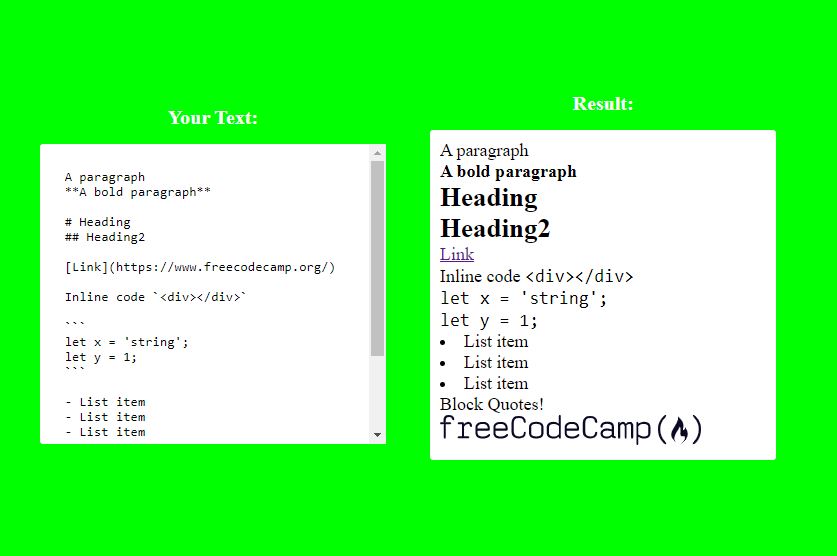 Your Text:
A paragraph
**A bold paragraph**
# Heading
## Heading2
[Link](https://www.freecodecamp.org/)
Inline code `<div></div>`
```
let x = 'string';
let y = 1;
```
- List item
- List item
- List item
Result:
A paragraph
A bold paragraph
Heading
Heading2
Link
Inline code <div></div>
let x = 'string';
let y = 1;
• List item
• List item
• List item
Block Quotes!
freeCodeCamp(🔥)